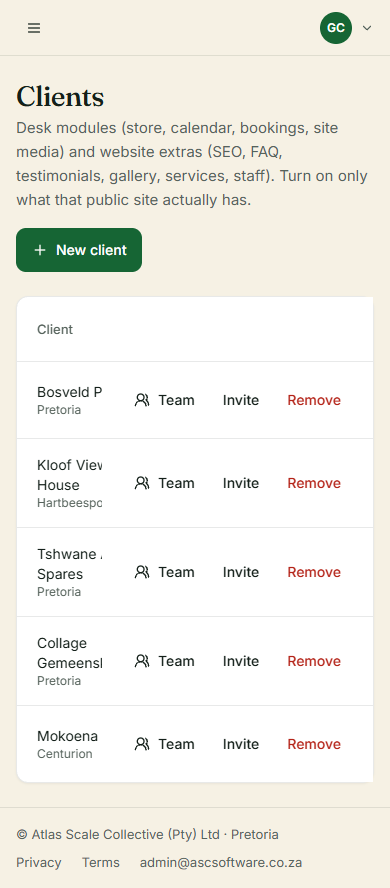 GC
Clients
Desk modules (store, calendar, bookings, site
media) and website extras (SEO, FAQ,
testimonials, gallery, services, staff). Turn on only
what that public site actually has.
+ New client
Client
Bosveld P
Pretoria
Team Invite Remove
Kloof View
House
Hartbeespo
Team Invite Remove
Tshwane
Spares
Pretoria
Team Invite Remove
Collage
Gemeens
Pretoria
Team Invite Remove
Mokoena
Centurion
Team Invite Remove
© Atlas Scale Collective (Pty) Ltd · Pretoria
Privacy Terms admin@ascsoftware.co.za